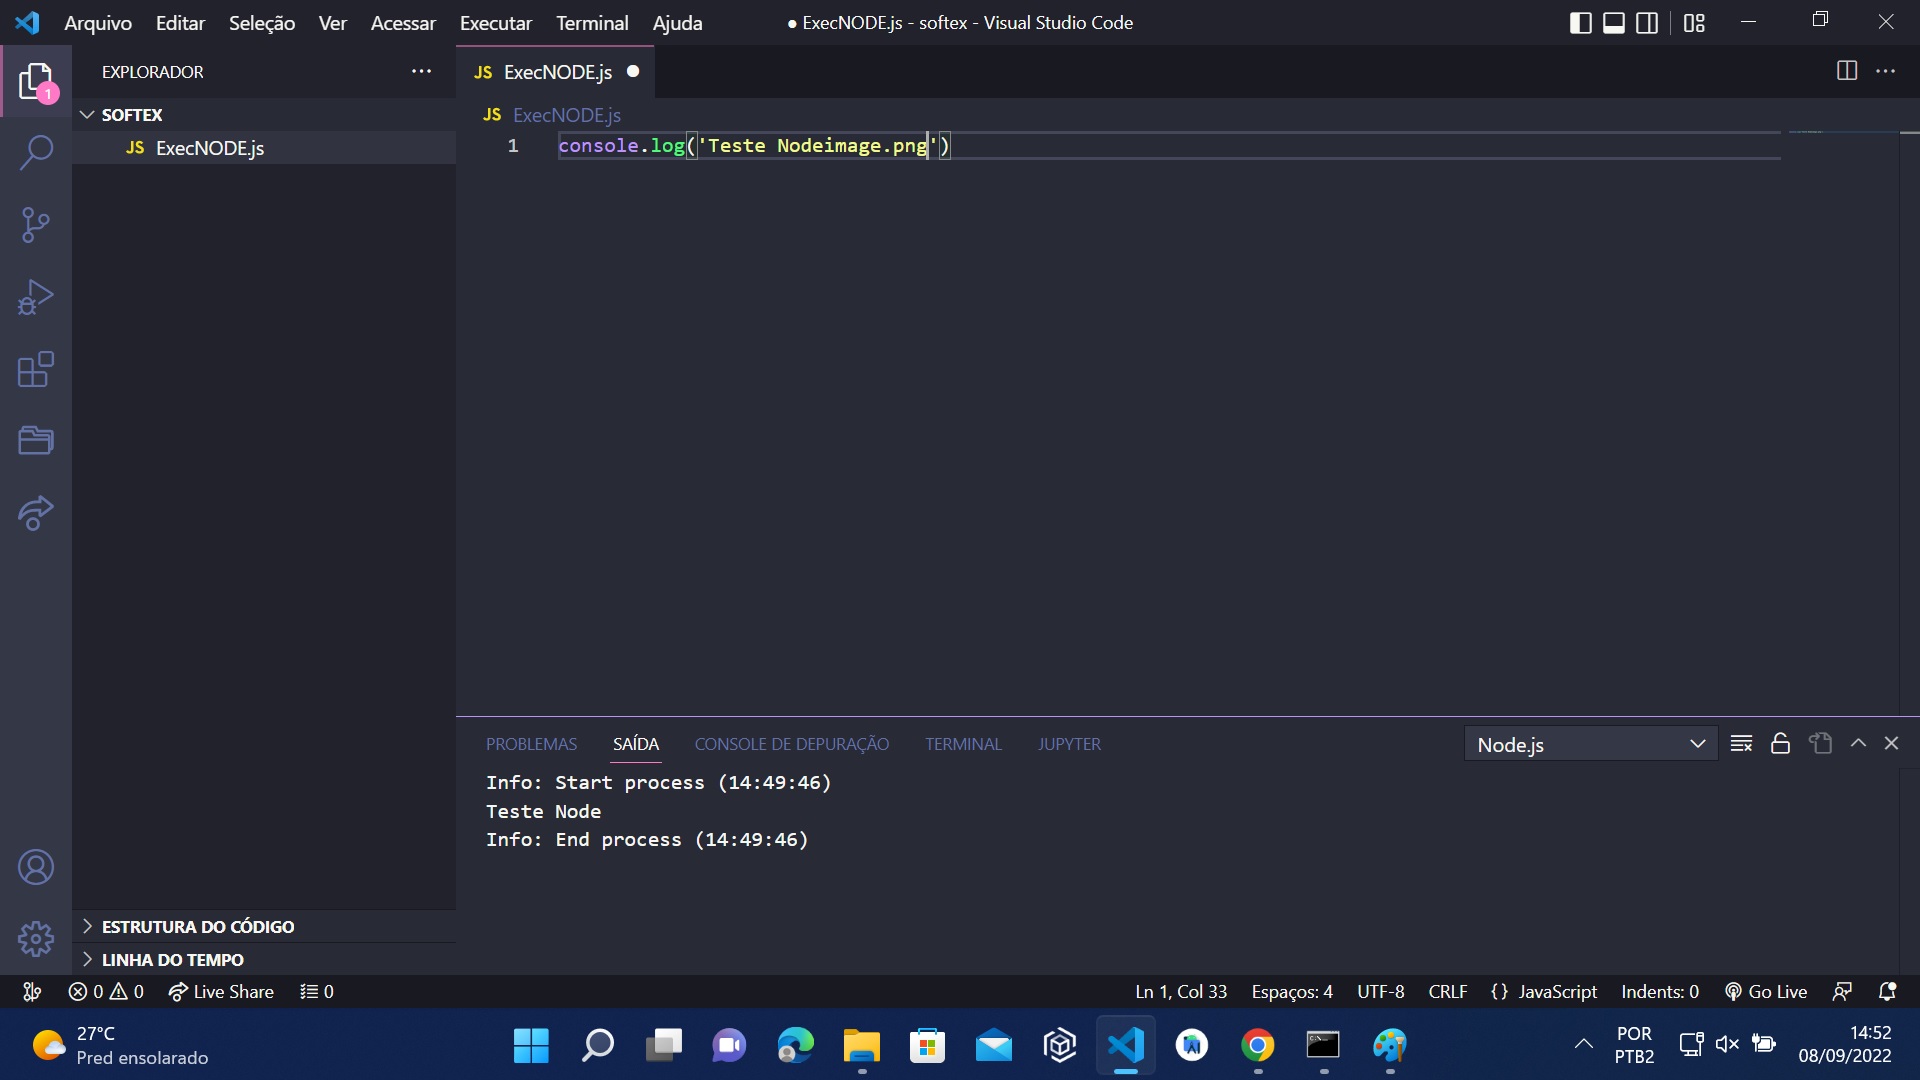 Arquivo Editar Seleção Ver Acessar Executar Terminal Ajuda
● ExecNODE.js - softex - Visual Studio Code
EXPLORADOR
1
SOFTEX
JS ExecNODE.js
JS ExecNODE.js ●
JS ExecNODE.js
1 console.log('Teste Nodeimage.png')
PROBLEMAS SAÍDA CONSOLE DE DEPURAÇÃO TERMINAL JUPYTER
Node.js
Info: Start process (14:49:46)
Teste Node
Info: End process (14:49:46)
ESTRUTURA DO CÓDIGO
LINHA DO TEMPO
0 0 Live Share 0
Ln 1, Col 33 Espaços: 4 UTF-8 CRLF {} JavaScript Indents: 0 Go Live
27°C
Pred ensolarado
POR
PTB2
14:52
08/09/2022